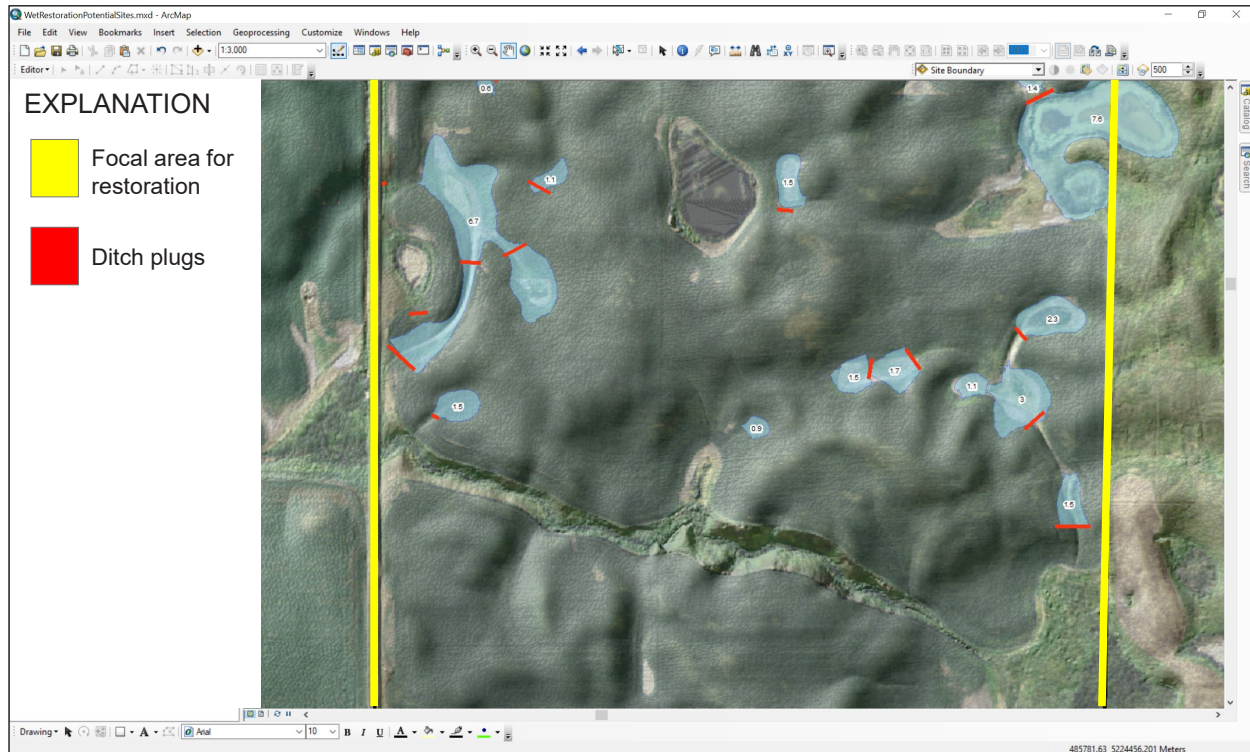 WetRestorationPotentialSites.mxd - ArcMap
File Edit View Bookmarks Insert Selection Geoprocessing Customize Windows Help
1:3,000
Editor
Site Boundary
500
Catalog
Search
EXPLANATION
Focal area for
restoration
Ditch plugs
0.6
1.4
7.6
1.1
1.5
6.7
2.3
1.5
1.7
1.1
3
1.5
0.9
1.5
Drawing
Arial
10
B I U A
485781.63 5224456.201 Meters